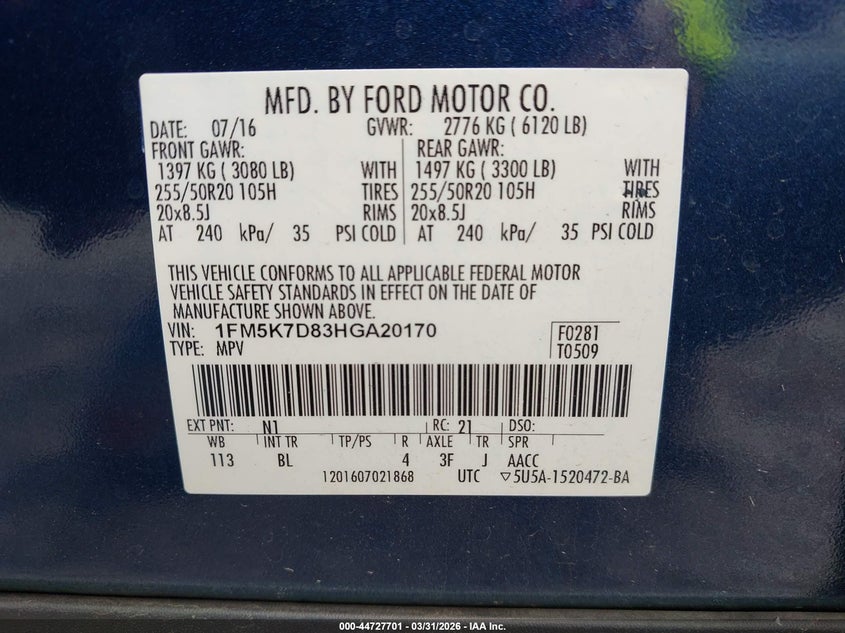 MFD. BY FORD MOTOR CO.
DATE: 07/16 GVWR: 2776 KG ( 6120 LB)
FRONT GAWR: REAR GAWR:
1397 KG ( 3080 LB) WITH 1497 KG ( 3300 LB) WITH
255/50R20 105H TIRES 255/50R20 105H TIRES
20x8.5J RIMS 20x8.5J RIMS
AT 240 kPa/ 35 PSI COLD AT 240 kPa/ 35 PSI COLD
THIS VEHICLE CONFORMS TO ALL APPLICABLE FEDERAL MOTOR
VEHICLE SAFETY STANDARDS IN EFFECT ON THE DATE OF
MANUFACTURE SHOWN ABOVE.
VIN: 1FM5K7D83HGA20170 F0281
TYPE: MPV T0509
EXT PNT: N1 RC: 21 DSO:
WB INT TR TP/PS R AXLE TR SPR
113 BL 4 3F J AACC
1201607021868 UTC ▽5U5A-1520472-BA
000-44727701 - 03/31/2026 - IAA Inc.